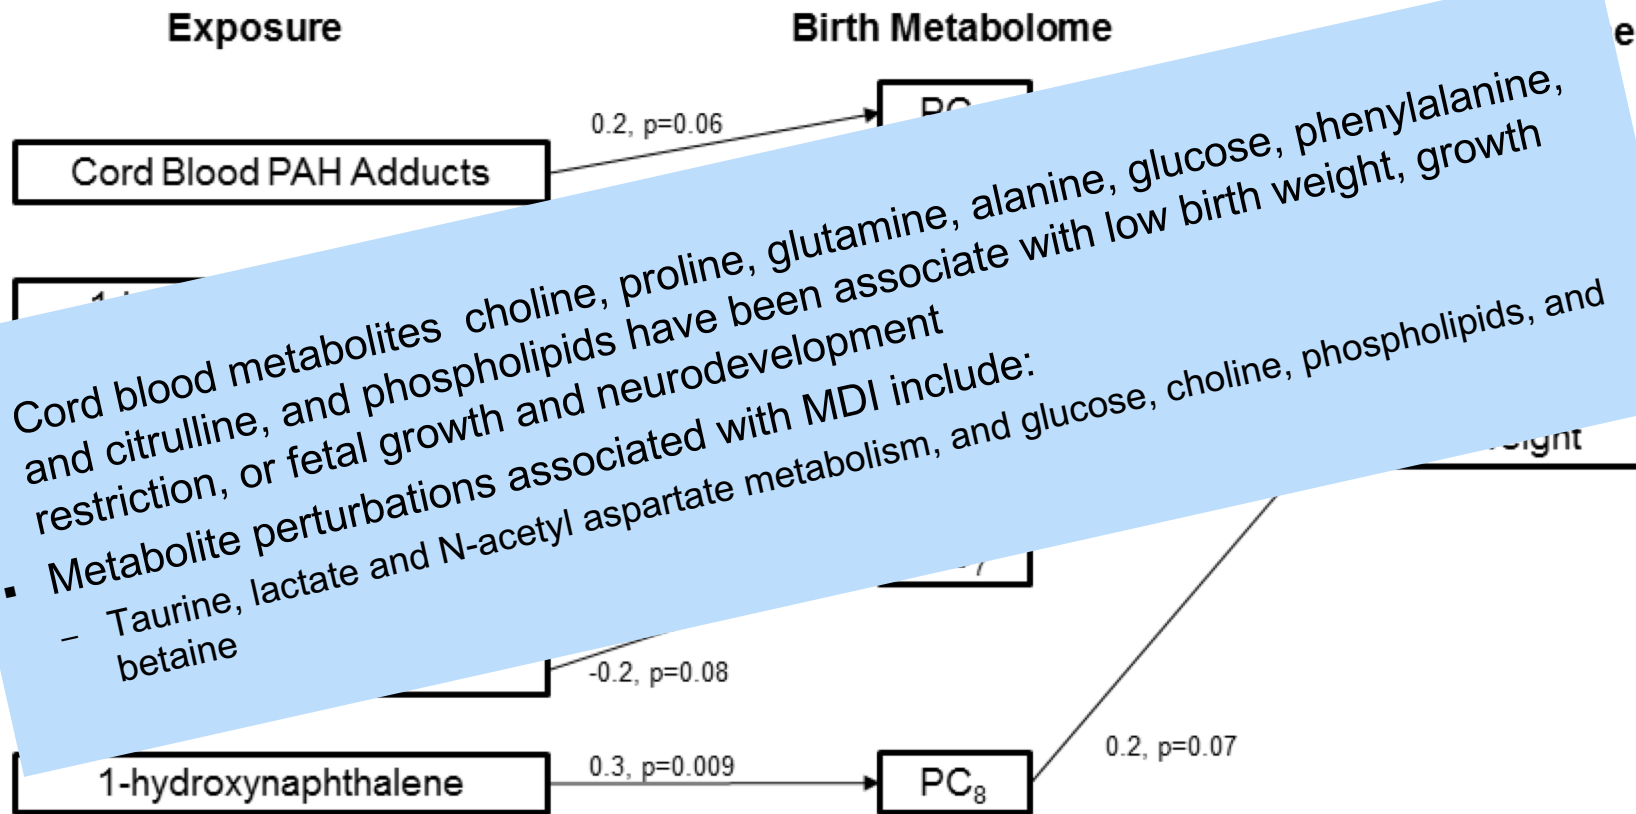 Exposure
Birth Metabolome
0.2, p=0.06
Cord Blood PAH Adducts
Cord blood metabolites choline, proline, glutamine, alanine, glucose, phenylalanine,
and citrulline, and phospholipids have been associate with low birth weight, growth
restriction, or fetal growth and neurodevelopment
▪ Metabolite perturbations associated with MDI include:
– Taurine, lactate and N-acetyl aspartate metabolism, and glucose, choline, phospholipids, and
betaine
-0.2, p=0.08
0.2, p=0.07
1-hydroxynaphthalene
0.3, p=0.009
PC₈